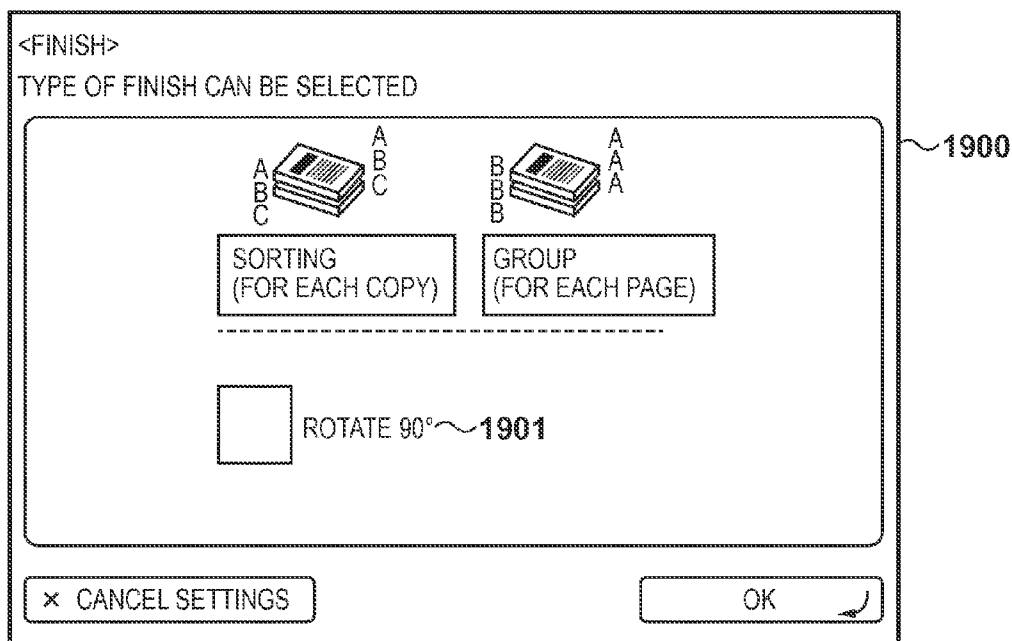 <FINISH>
TYPE OF FINISH CAN BE SELECTED
1900
A
B
C
A
B
C
B
B
B
A
A
A
SORTING
(FOR EACH COPY)
GROUP
(FOR EACH PAGE)
ROTATE 90°
1901
× CANCEL SETTINGS
OK